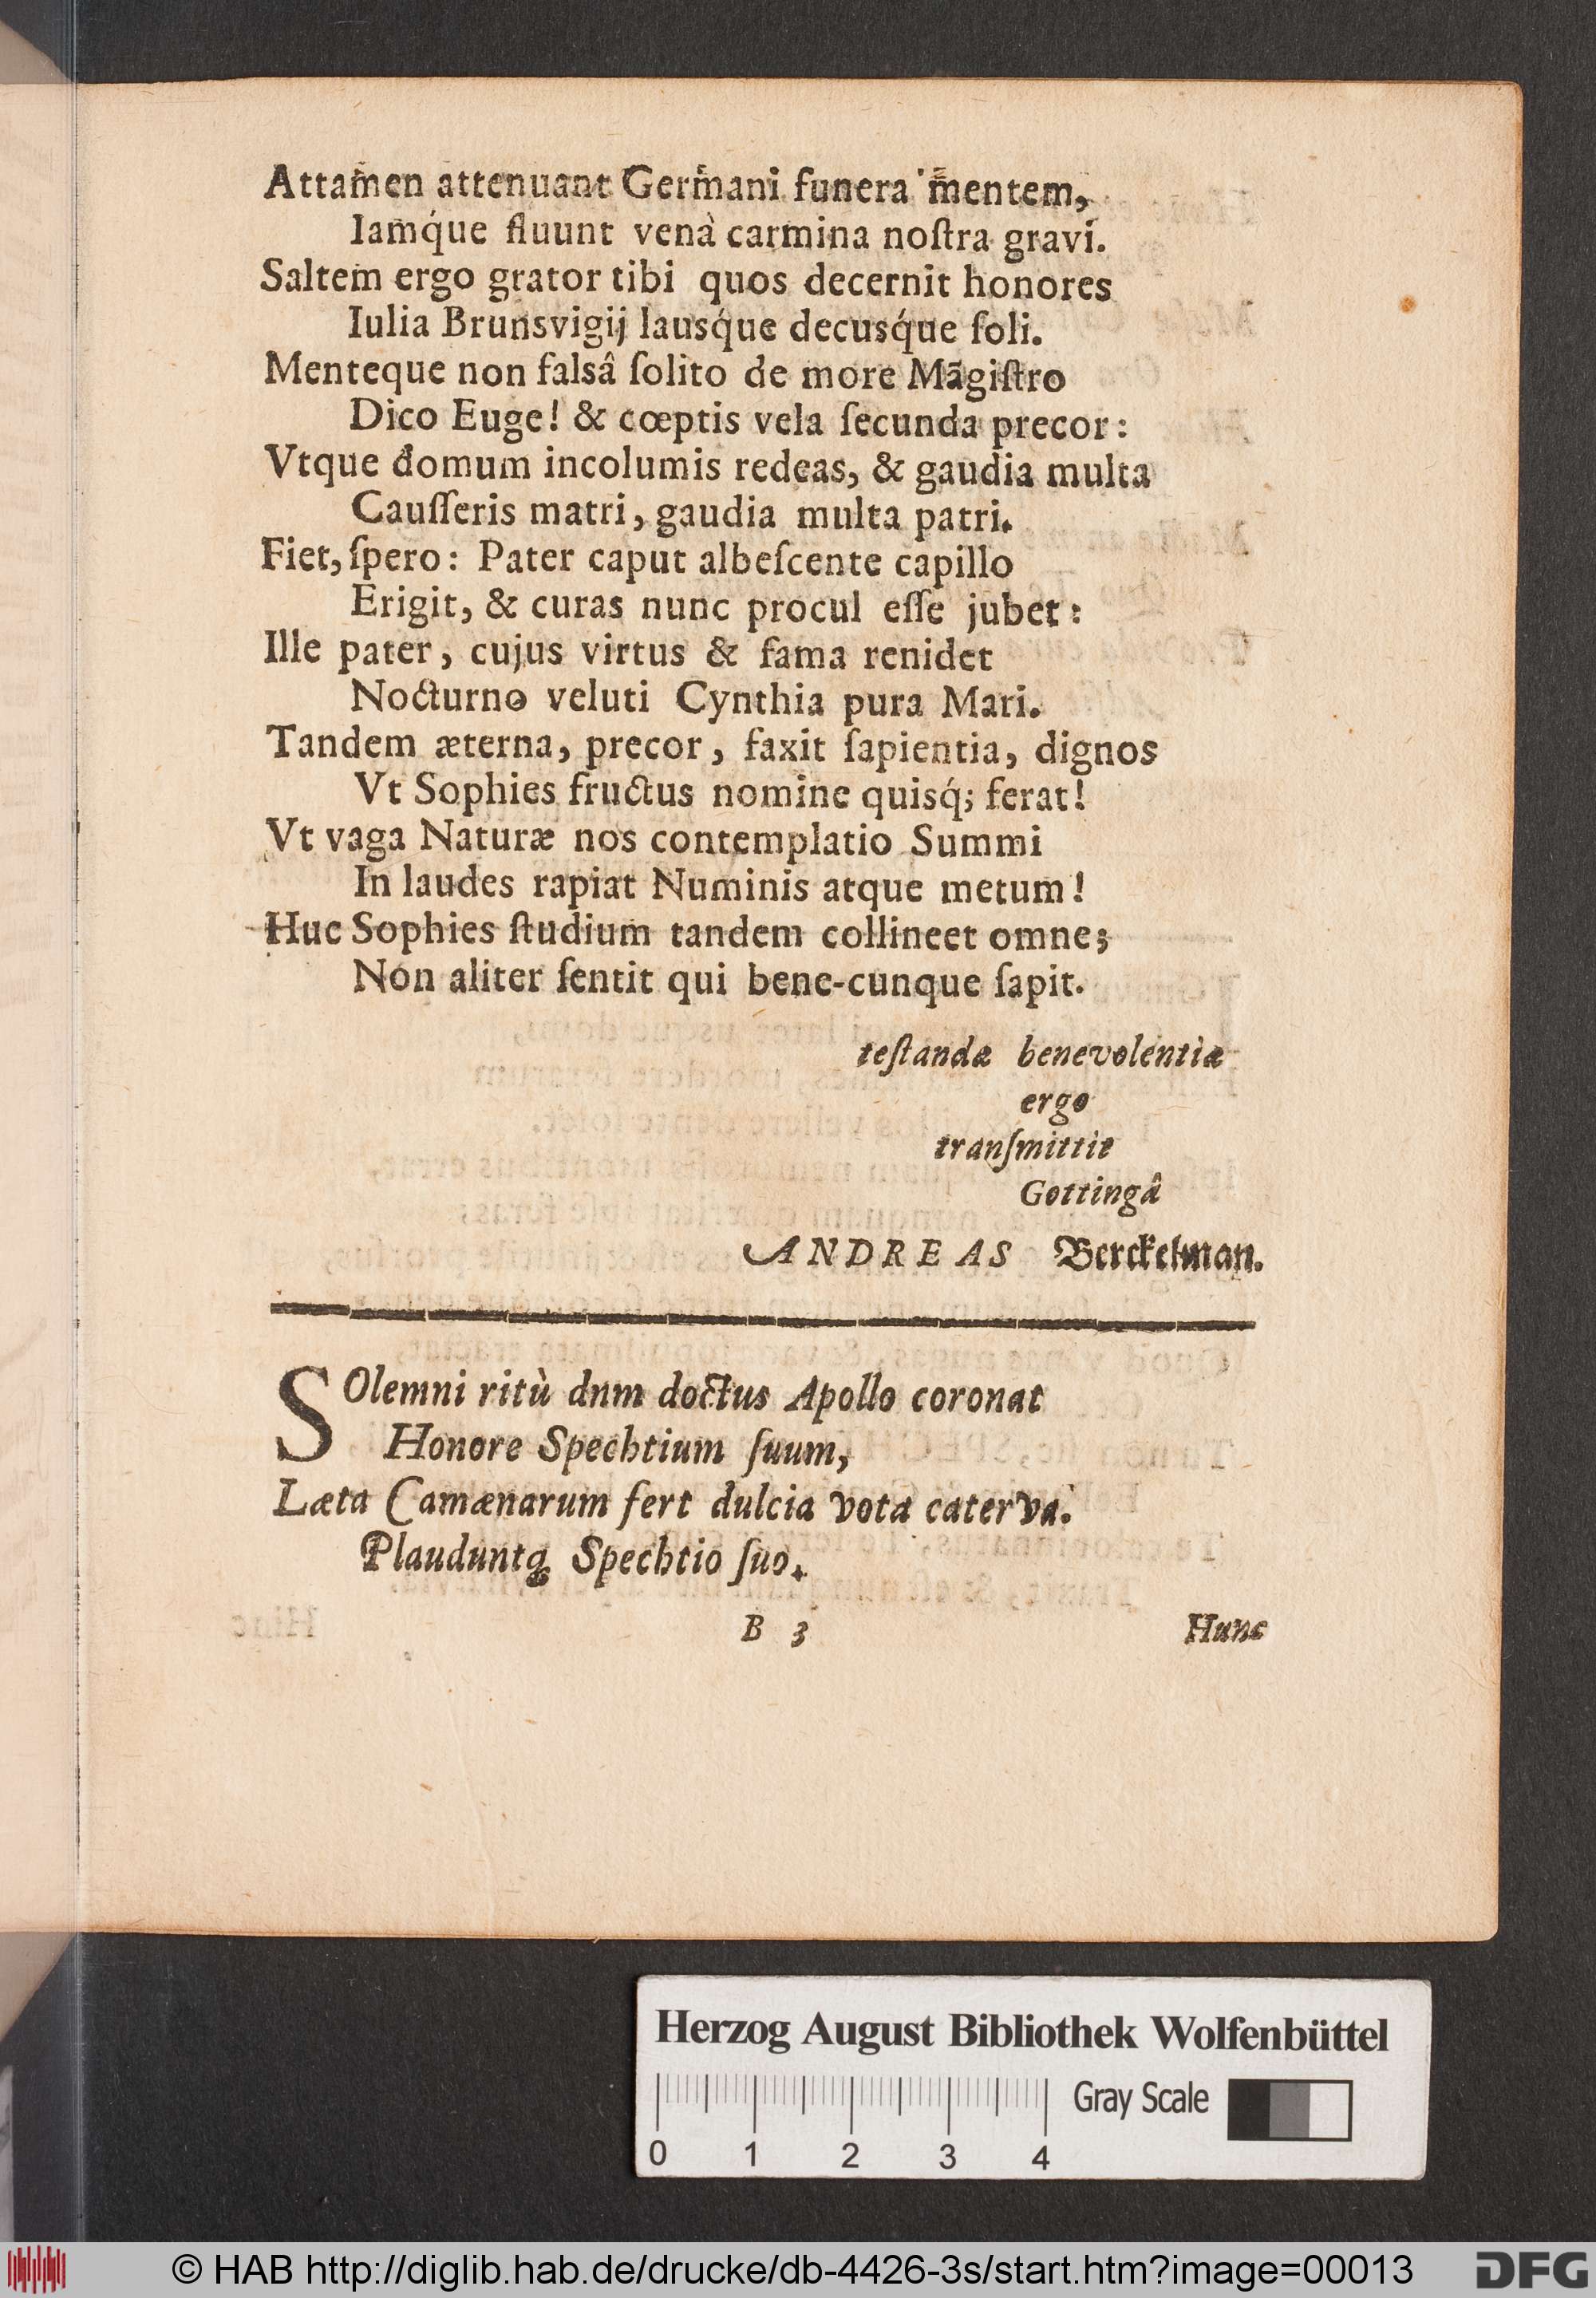 Attamen attenuant Germani funera mentem,
Iamq́ue fluunt venà carmina noſtra gravi.
Saltem ergo grator tibi quos decernit honores
Iulia Brunsvigij lausq́ue decusq́ue ſoli.
Menteque non falsâ ſolito de more Magiſtro
Dico Euge! & cœptis vela ſecunda precor:
Vtque domum incolumis redeas, & gaudia multa
Cauſſeris matri, gaudia multa patri.
Fiet, ſpero: Pater caput albeſcente capillo
Erigit, & curas nunc procul eſſe jubet:
Ille pater, cujus virtus & fama renidet
Nocturno veluti Cynthia pura Mari.
Tandem æterna, precor, faxit ſapientia, dignos
Vt Sophies fructus nomine quisq́; ferat!
Vt vaga Naturæ nos contemplatio Summi
In laudes rapiat Numinis atque metum!
Huc Sophies ſtudium tandem collineet omne;
Non aliter ſentit qui bene-cunque ſapit.
teſtandæ benevolentiæ
ergo
tranſmittit
Gottingâ
ANDREAS Berckelman.
SOlemni ritù dnm doctus Apollo coronat
Honore Spechtium ſuum,
Læta Camænarum fert dulcia vota caterva.
Plauduntq; Spechtio ſuo.
B 3 Hunc
Herzog August Bibliothek Wolfenbüttel
Gray Scale
0 1 2 3 4
© HAB http://diglib.hab.de/drucke/db-4426-3s/start.htm?image=00013
DFG